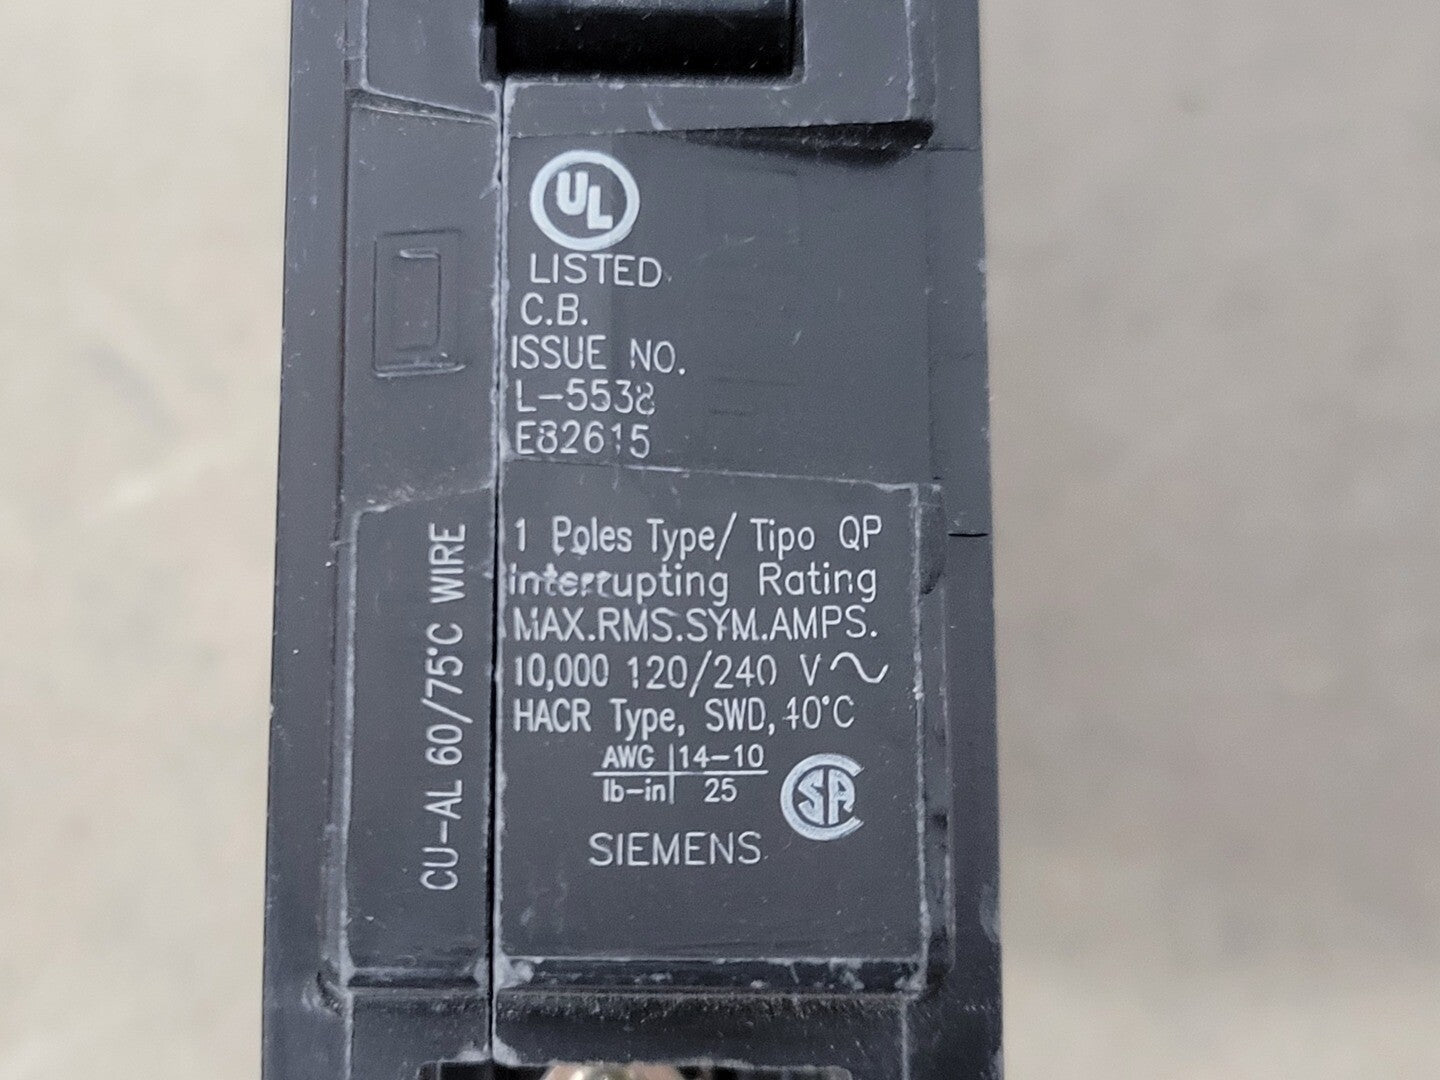 UL
LISTED
C.B.
ISSUE NO.
L-5538
E82615
CU-AL 60/75°C WIRE
1 Poles Type/ Tipo QP
Interrupting Rating
MAX.RMS.SYM.AMPS.
10,000 120/240 V~
HACR Type, SWD, 40°C
AWG 14-10
lb-in 25
SA
SIEMENS